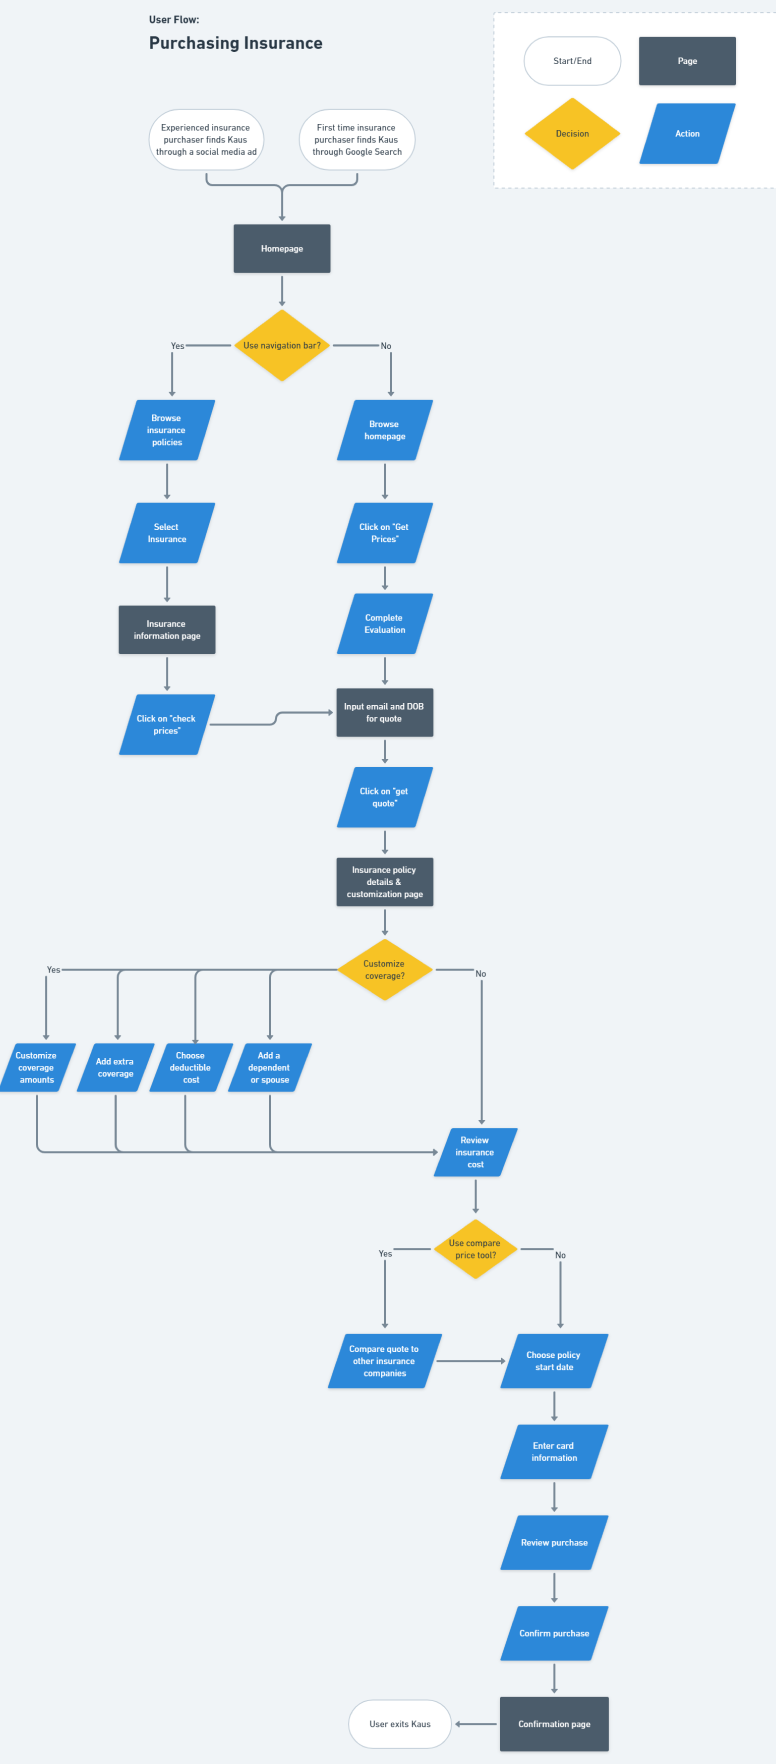 User Flow:
Purchasing Insurance
Start/End
Page
Decision
Action
Experienced insurance
purchaser finds Kaus
through a social media ad
First time insurance
purchaser finds Kaus
through Google Search
Homepage
Use navigation bar?
Yes
No
Browse
insurance
policies
Browse
homepage
Select
Insurance
Click on "Get
Prices"
Insurance
information page
Complete
Evaluation
Click on "check
prices"
Input email and DOB
for quote
Click on "get
quote"
Insurance policy
details &
customization page
Customize
coverage?
Yes
No
Customize
coverage
amounts
Add extra
coverage
Choose
deductible
cost
Add a
dependent
or spouse
Review
insurance
cost
Use compare
price tool?
Yes
No
Compare quote to
other insurance
companies
Choose policy
start date
Enter card
information
Review purchase
Confirm purchase
User exits Kaus
Confirmation page